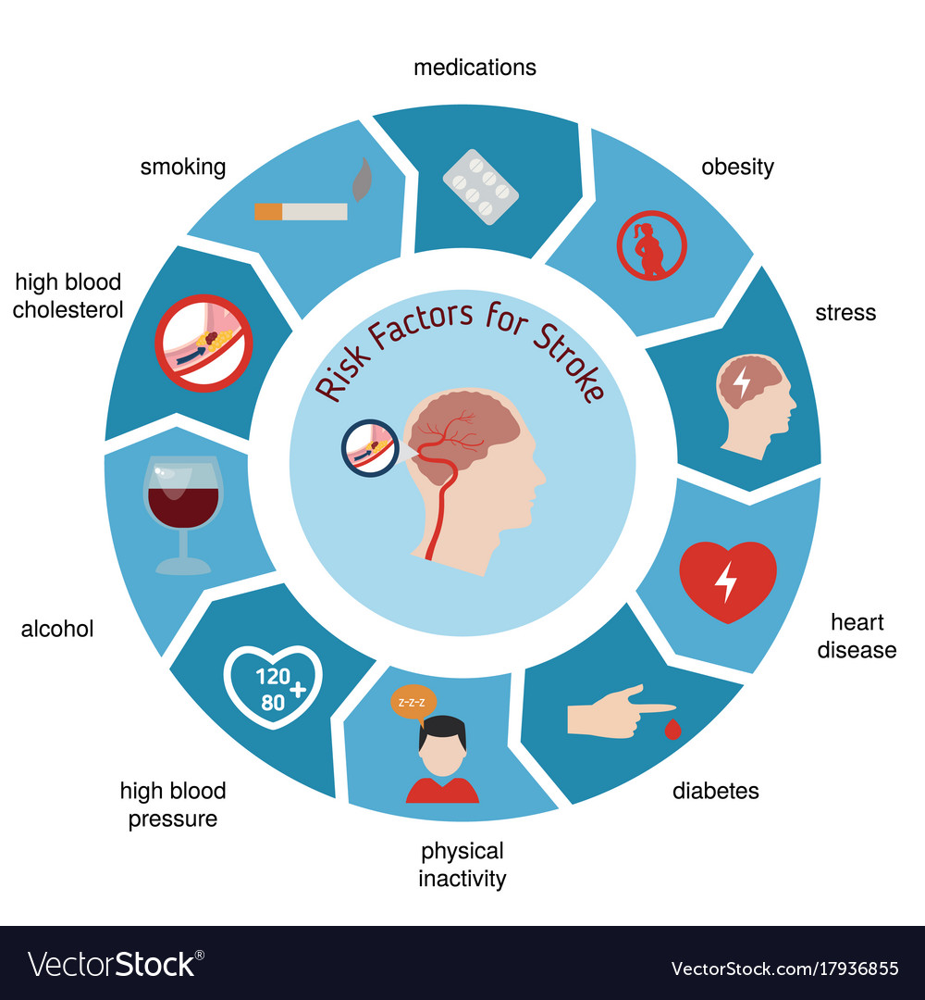 medications
smoking
obesity
high blood
cholesterol
stress
Risk Factors for Stroke
alcohol
heart
disease
120
80 +
z-z-z
high blood
pressure
diabetes
physical
inactivity
VectorStock®
VectorStock.com/17936855